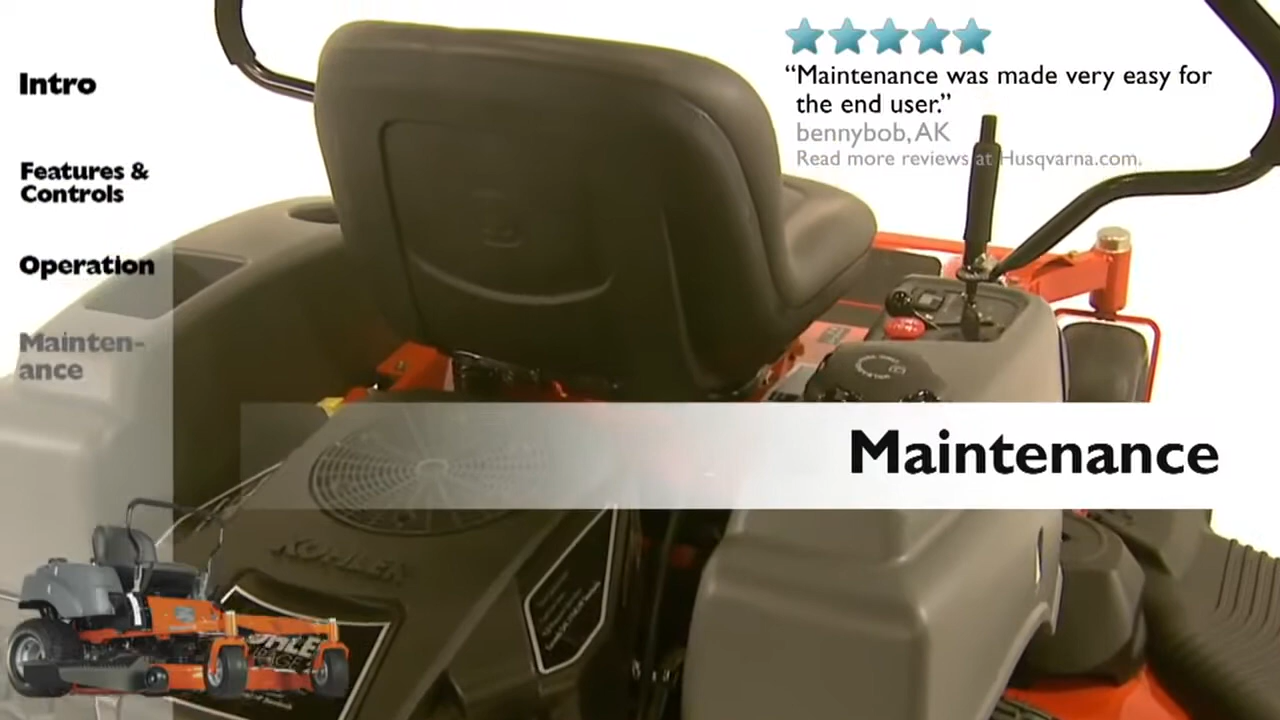 Intro
Features &
Controls
Operation
Mainten-
ance
“Maintenance was made very easy for
the end user.”
bennybob, AK
Read more reviews at Husqvarna.com.
Maintenance
KOHLER